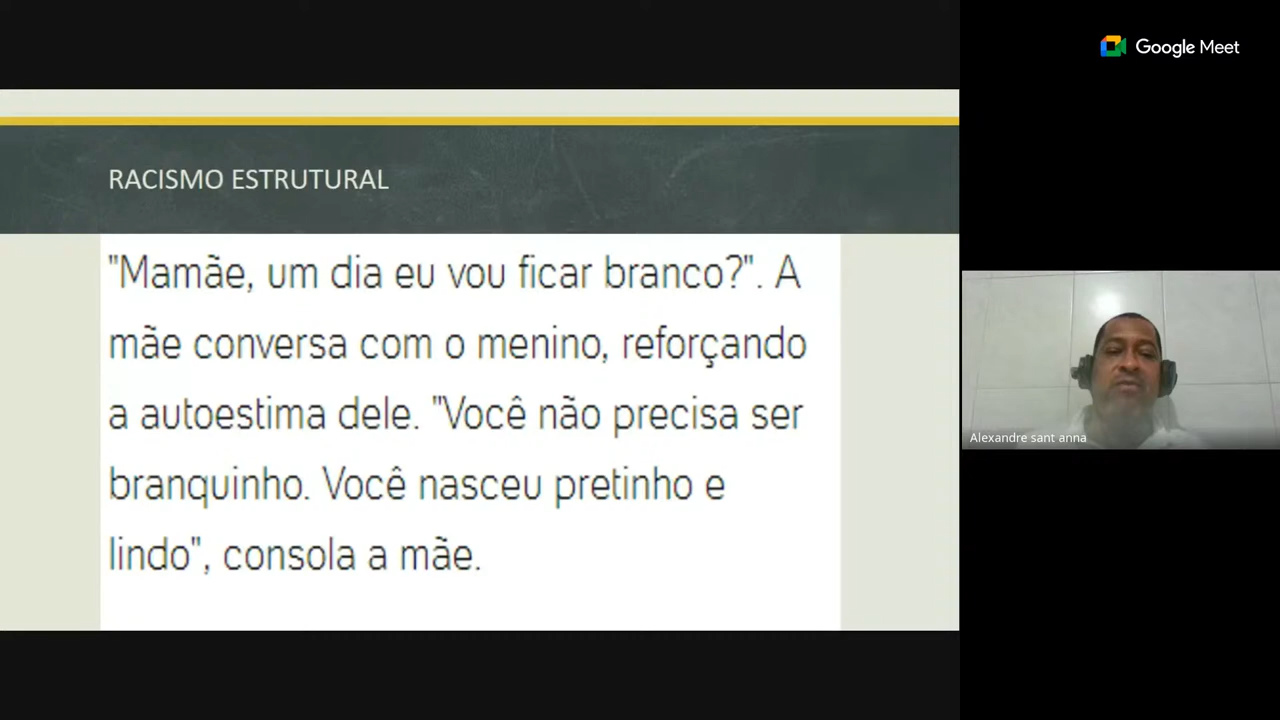 Google Meet
RACISMO ESTRUTURAL
"Mamãe, um dia eu vou ficar branco?". A
mãe conversa com o menino, reforçando
a autoestima dele. "Você não precisa ser
branquinho. Você nasceu pretinho e
lindo", consola a mãe.
Alexandre sant anna